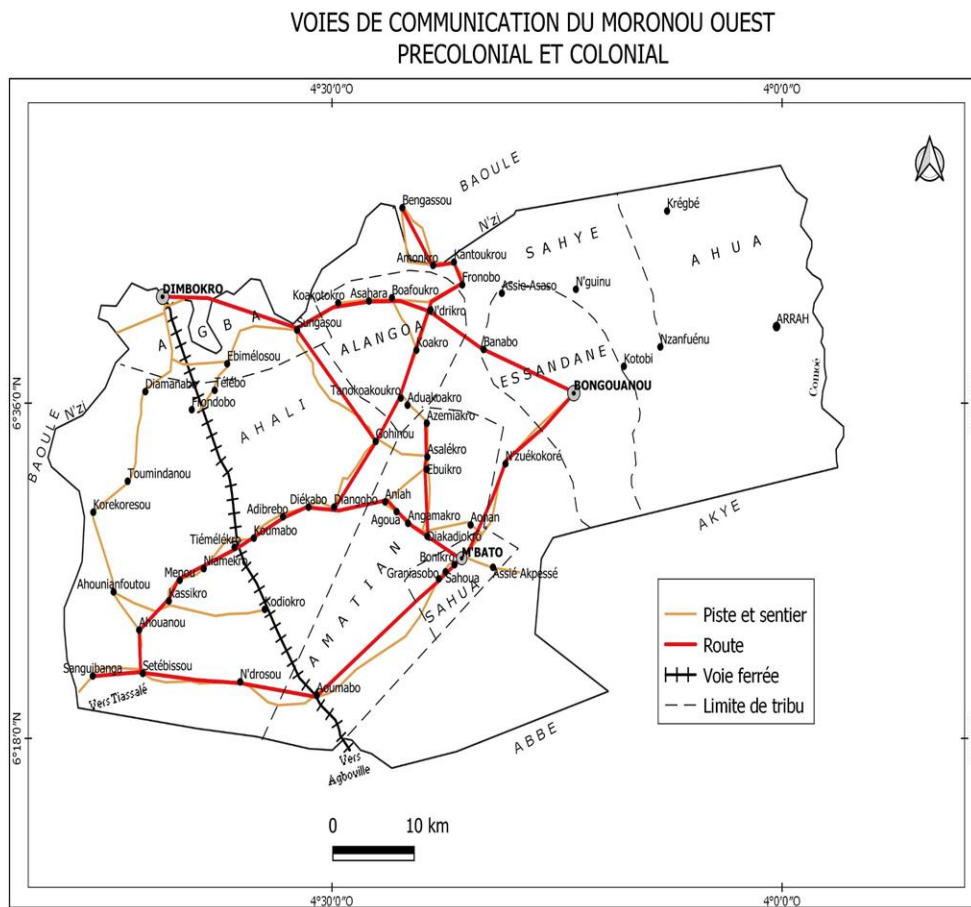 VOIES DE COMMUNICATION DU MORONOU OUEST
PRECOLONIAL ET COLONIAL
4°30'0"O
4°0'0"O
BAOULE
Bengassou
N'zi
Krégbé
SAHYE
AHUA
Amonkro
Kantoukrou
Fronobo
Assie-Asaso
N'guinu
DIMBOKRO
Koakotokro
Asahara
Boafoukro
N'drikro
ARRAH
AGBA
Sungasou
ALANGOA
Koakro
Banabo
Nzanfuénu
Ebimélosou
ESSANDANE
Kotobi
Comoé
Diamanabo
Télébo
Tanokoakoukro
Aduakoakro
BONGOUANOU
6°36'0"N
N'zi
Frondobo
AHALI
Azemiakro
BAOULE
Gohinou
Asalékro
N'zuékokoré
Toumindanou
Ebuikro
Korekoresou
Adibrebo
Diékabo
Diangobo
Aniah
Agoua
Angamakro
Aonan
AKYE
Tiémélékro
Koumabo
Diakadiokro
M'BATO
Bonikro
Niamekro
Menou
Graniasobo
Sahoua
Assié Akpessé
Ahounianfoutou
Kassikro
Kodiokro
AMATIAN
SAHUA
Piste et sentier
Ahouanou
Route
Sanguibanga
Setébissou
N'drosou
Aoumabo
Voie ferrée
Vers Tiassalé
Limite de tribu
6°18'0"N
ABBE
Vers
Agboville
0
10 km
4°30'0"O
4°0'0"O